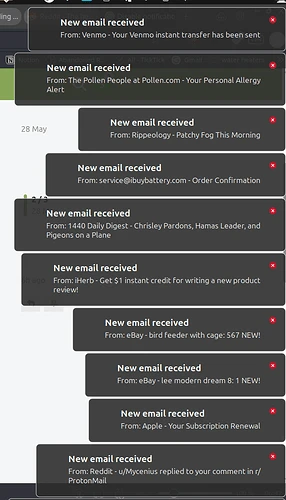 New email received
From: Venmo - Your Venmo instant transfer has been sent
New email received
From: The Pollen People at Pollen.com - Your Personal Allergy
Alert
28 May
New email received
From: Rippeology - Patchy Fog This Morning
New email received
From: service@ibuybattery.com - Order Confirmation
2/2
New email received
From: 1440 Daily Digest - Chrisley Pardons, Hamas Leader, and
Pigeons on a Plane
New email received
From: iHerb - Get $1 instant credit for writing a new product
review!
New email received
From: eBay - bird feeder with cage: 567 NEW!
New email received
From: eBay - lee modern dream 8: 1 NEW!
New email received
From: Apple - Your Subscription Renewal
New email received
From: Reddit - u/Mycenius replied to your comment in r/
ProtonMail